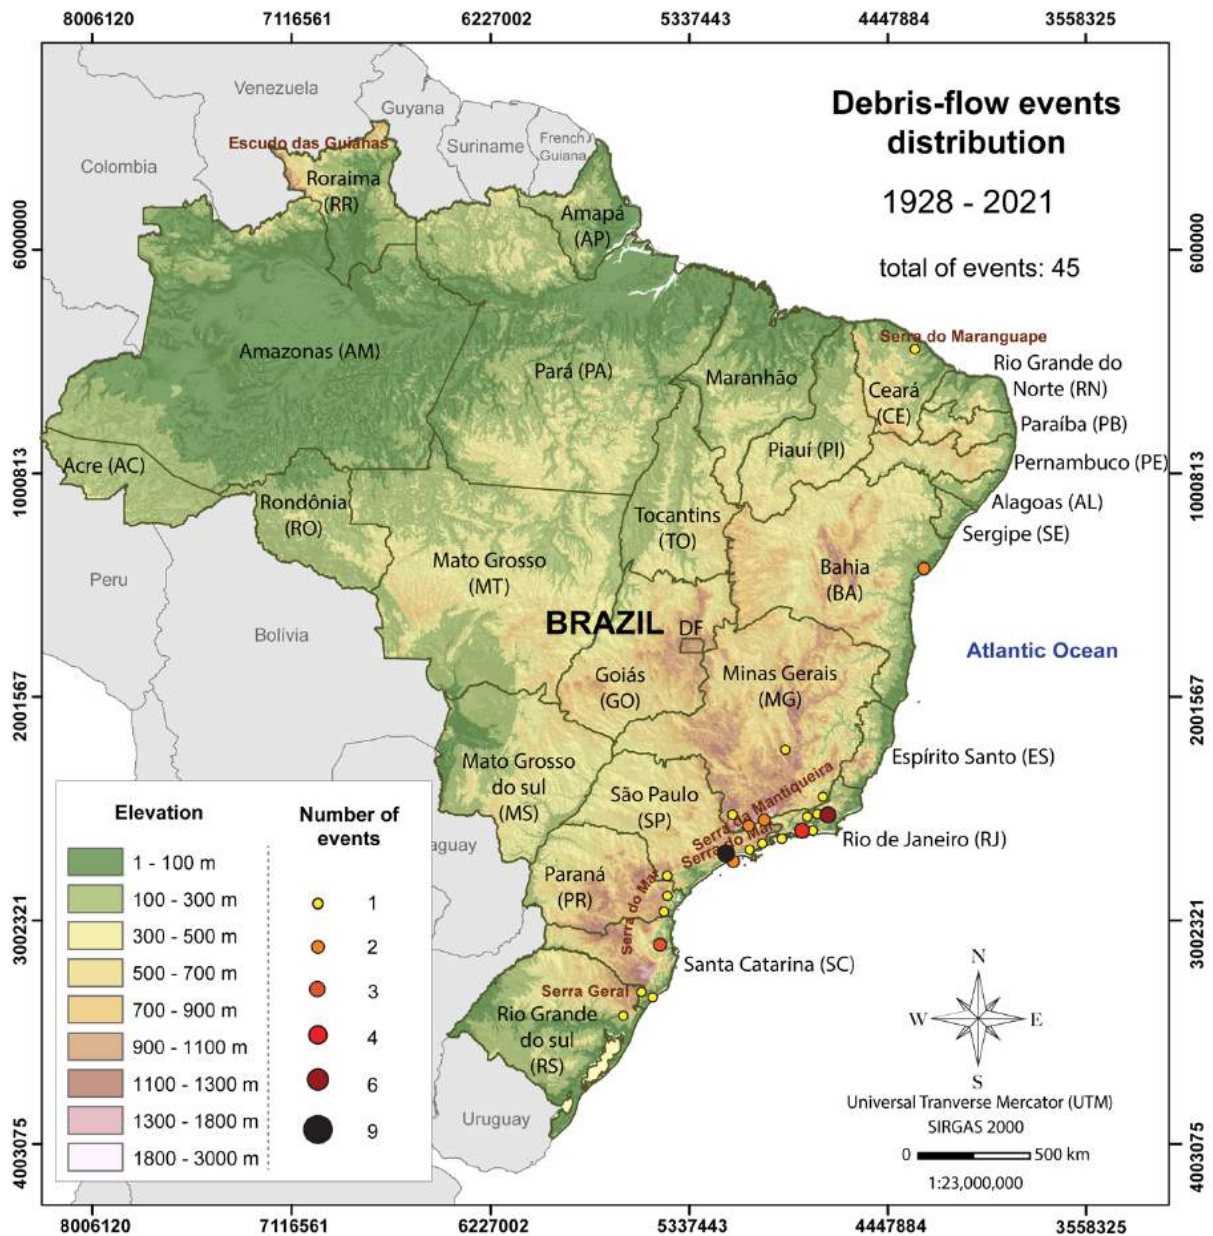 8006120 7116561 6227002 5337443 4447884 3558325
Debris-flow events
distribution
1928 - 2021
total of events: 45
Venezuela
Guyana
Suriname
French
Guiana
Colombia
Escudo das Guianas
Roraima
(RR)
Amapá
(AP)
6000000
6000000
Amazonas (AM)
Pará (PA)
Maranhão
Serra do Maranguape
Ceará
(CE)
Rio Grande do
Norte (RN)
Paraíba (PB)
Piauí (PI)
Pernambuco (PE)
Acre (AC)
1000813
1000813
Alagoas (AL)
Rondônia
(RO)
Tocantins
(TO)
Sergipe (SE)
Mato Grosso
(MT)
Bahia
(BA)
Peru
Bolívia
BRAZIL
DF
Atlantic Ocean
Goiás
(GO)
Minas Gerais
(MG)
2001567
2001567
Mato Grosso
do sul
(MS)
São Paulo
(SP)
Espírito Santo (ES)
Serra da Mantiqueira
Serra do Mar
Rio de Janeiro (RJ)
aguay
Paraná
(PR)
Serra do Mar
3002321
3002321
Santa Catarina (SC)
Serra Geral
Rio Grande
do sul
(RS)
Uruguay
4003075
4003075
Elevation
1 - 100 m
100 - 300 m
300 - 500 m
500 - 700 m
700 - 900 m
900 - 1100 m
1100 - 1300 m
1300 - 1800 m
1800 - 3000 m
Number of
events
1
2
3
4
6
9
N
W E
S
Universal Tranverse Mercator (UTM)
SIRGAS 2000
0 500 km
1:23,000,000
8006120 7116561 6227002 5337443 4447884 3558325